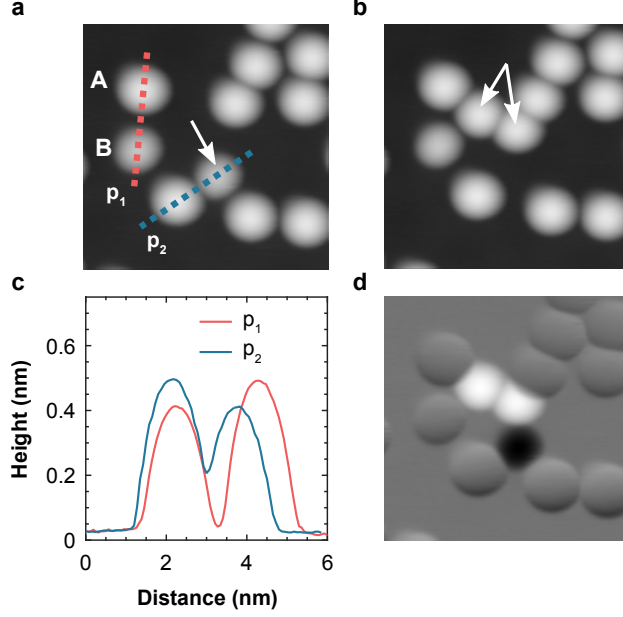 a
A
B
p1
p2
b
c
p1
p2
0.6
0.4
0.2
0
0 2 4 6
Height (nm)
Distance (nm)
d